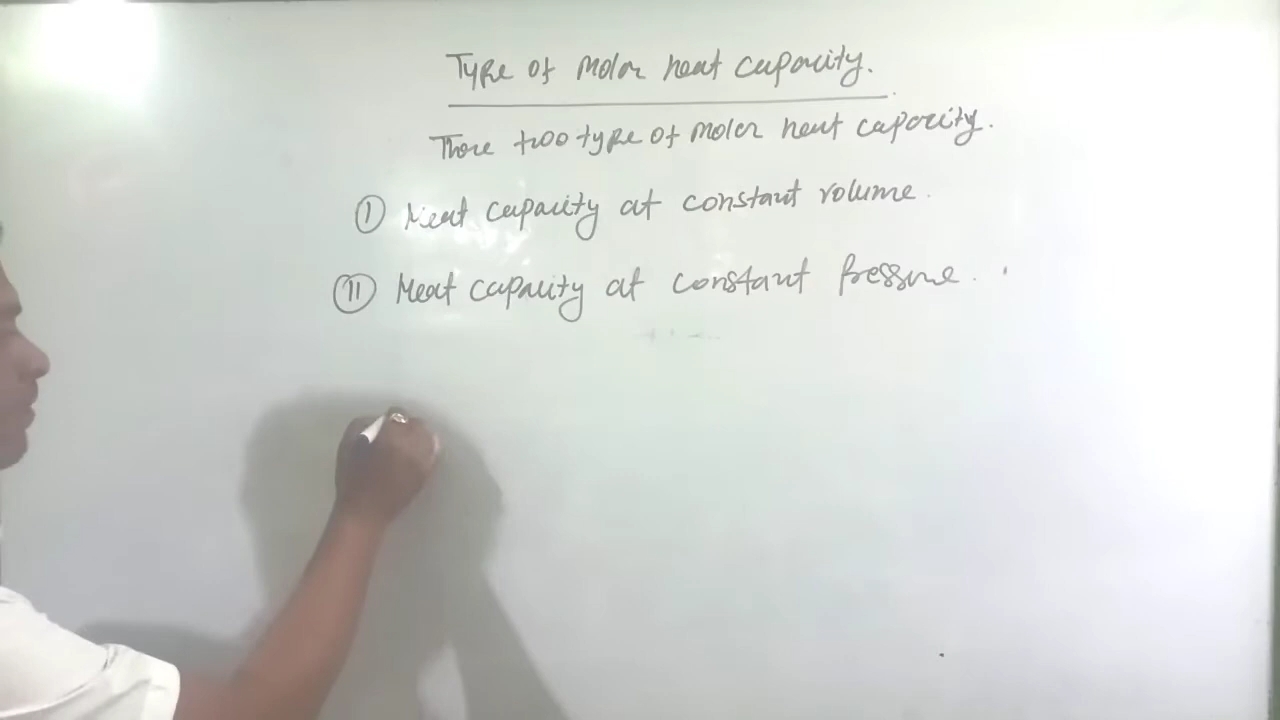 Type of molar heat capacity.
There two type of molar heat capacity.
I Heat capacity at constant volume.
II Heat capacity at constant Pressure.